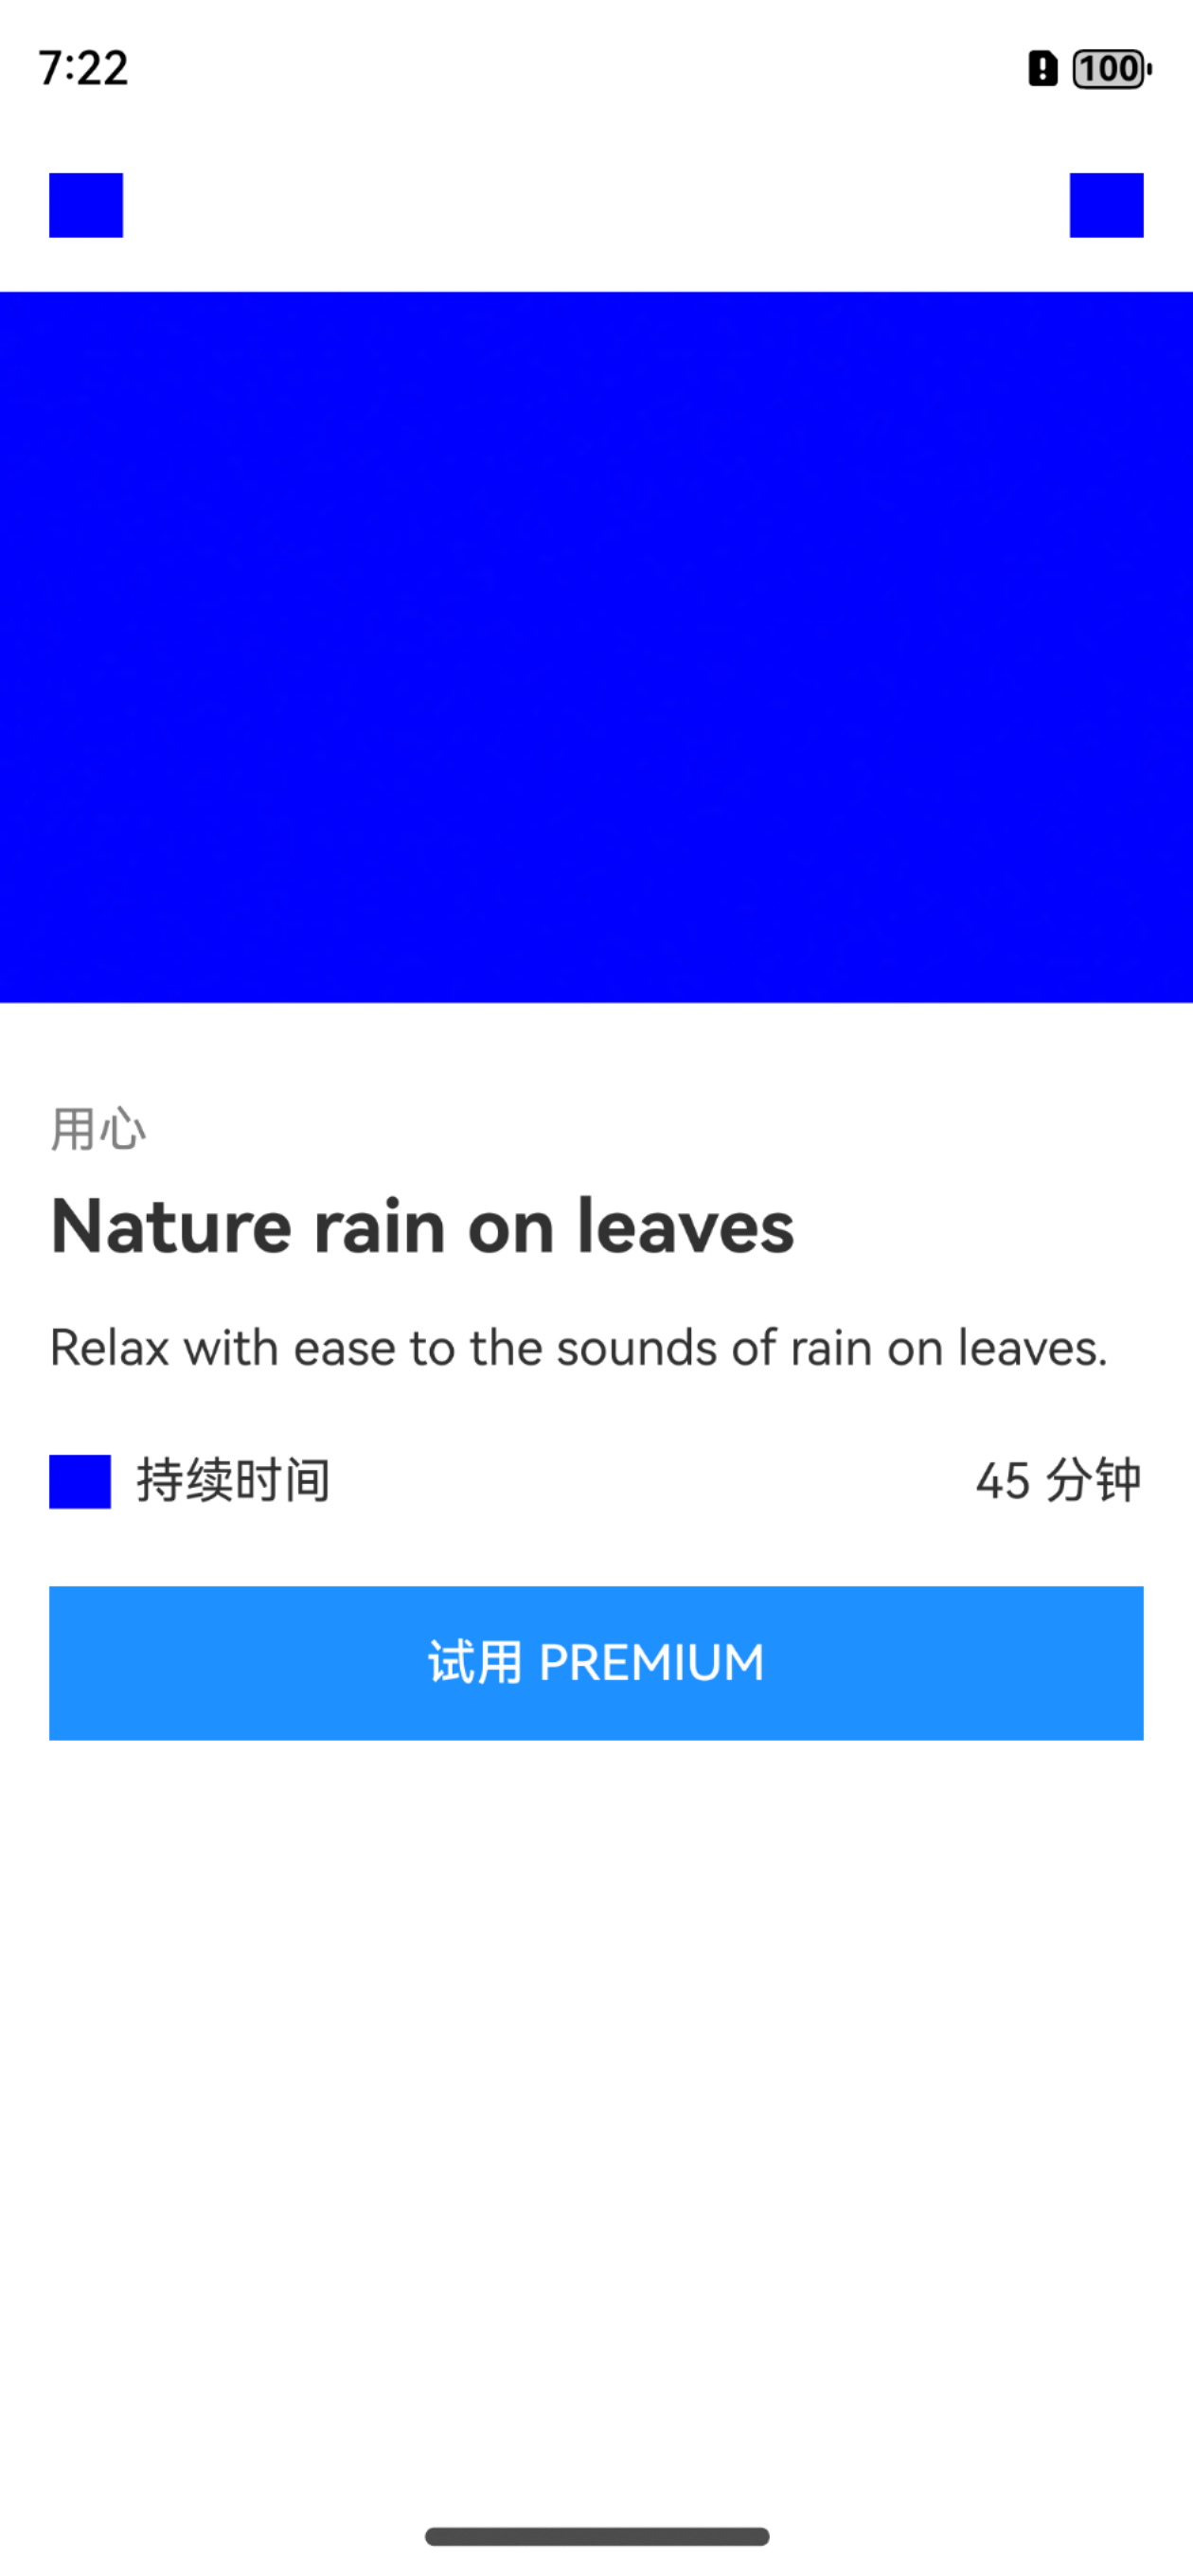 7:22
100
用心
Nature rain on leaves
Relax with ease to the sounds of rain on leaves.
持续时间
45 分钟
试用 PREMIUM